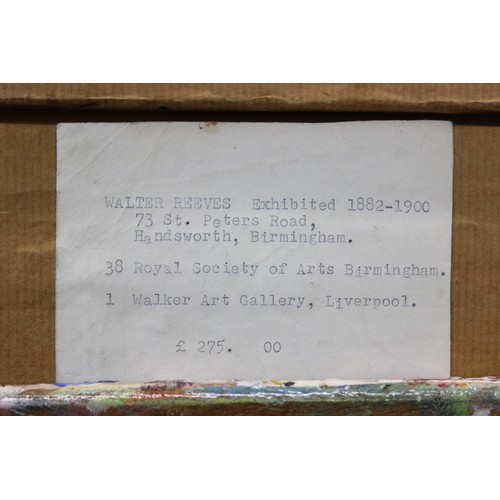 WALTER REEVES Exhibited 1882-1900
73 St. Peters Road,
Handsworth, Birmingham.
38 Royal Society of Arts Birmingham.
1 Walker Art Gallery, Liverpool.
£ 275. 00